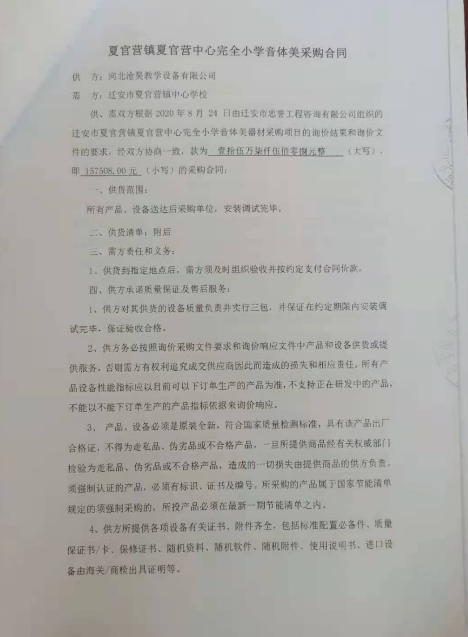 夏官营镇夏官营中心完全小学音体美采购合同
供 方：河北沧昊教学设备有限公司
需 方：迁安市夏官营镇中心学校
供、需双方根据 2020 年 8 月 24 日由迁安市忠誉工程咨询有限公司组织的
迁安市夏官营镇夏官营中心完全小学音体美器材采购项目的询价结果和询价文
件的要求，经双方协商一致，款为 壹拾伍万柒仟伍佰零捌元整 （大写），
即 157508.00 元 （小写）的采购合同：
一、供货范围：
所有产品、设备送达后采购单位，安装调试完毕。
二、供货清单：附后
三、需方责任和义务：
1、供货到指定地点后，需方须及时组织验收并按约定支付合同价款。
四、供方承诺质量保证及售后服务：
1、供方对其供货的设备质量负责并实行三包，并保证在约定期限内安装调
试完毕，保证验收合格。
2、供方务必按照询价采购文件要求和询价响应文件中产品和设备供货或提
供服务，否则需方有权利追究成交供应商因此而造成的损失和相应责任。所有产
品设备性能指标应以目前可以下订单生产的产品为准，不支持正在研发中的产品，
不能以不能下订单生产的产品指标依据来询价响应。
3、 产品、设备必须是原装全新，符合国家质量检测标准，具有该产品出厂
合格证，不得为走私品、伪劣品或不合格产品，一旦所提供商品经有关权威部门
检验为走私品、伪劣品或不合格产品，造成的一切损失由提供商品的供方负责。
须强制认证的产品，必须有标识、证书及编号，所采购的产品属于国家节能清单
规定的须强制采购的，所投产品必须在最新一期节能清单之内。
4、供方所提供各项设备有关证书、附件齐全，包括标准配置必备件、质量
保证书/卡、保修证书、随机资料、随机软件、随机附件、使用说明书、进口设
备由海关/商检出具证明等。